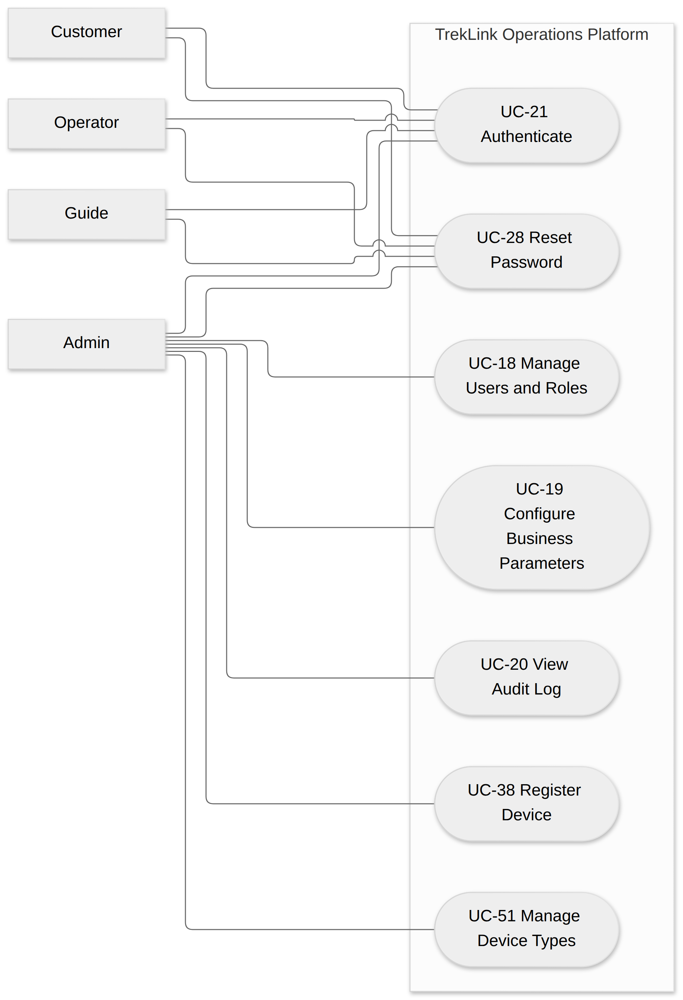 Customer
Operator
Guide
Admin
TrekLink Operations Platform
UC-21
Authenticate
UC-28 Reset
Password
UC-18 Manage
Users and Roles
UC-19
Configure
Business
Parameters
UC-20 View
Audit Log
UC-38 Register
Device
UC-51 Manage
Device Types